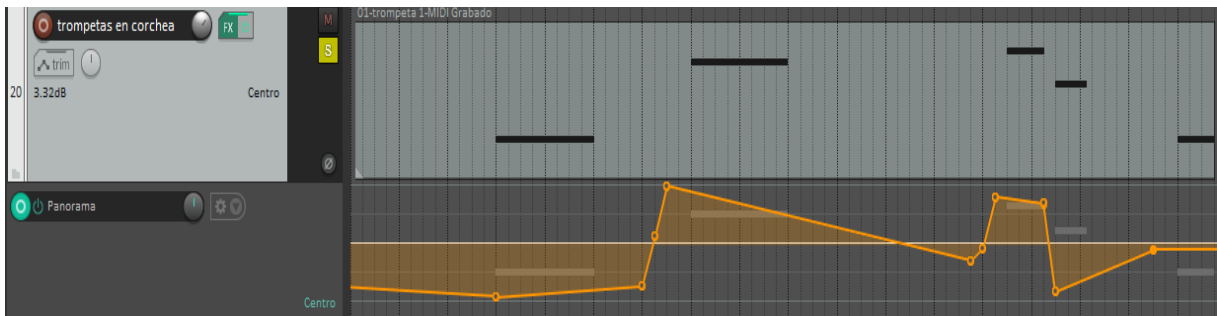 01-trompeta 1-MIDI Grabado
trompetas en corchea
FX
M
trim
S
20
3.32dB
Centro
Ø
Panorama
Centro